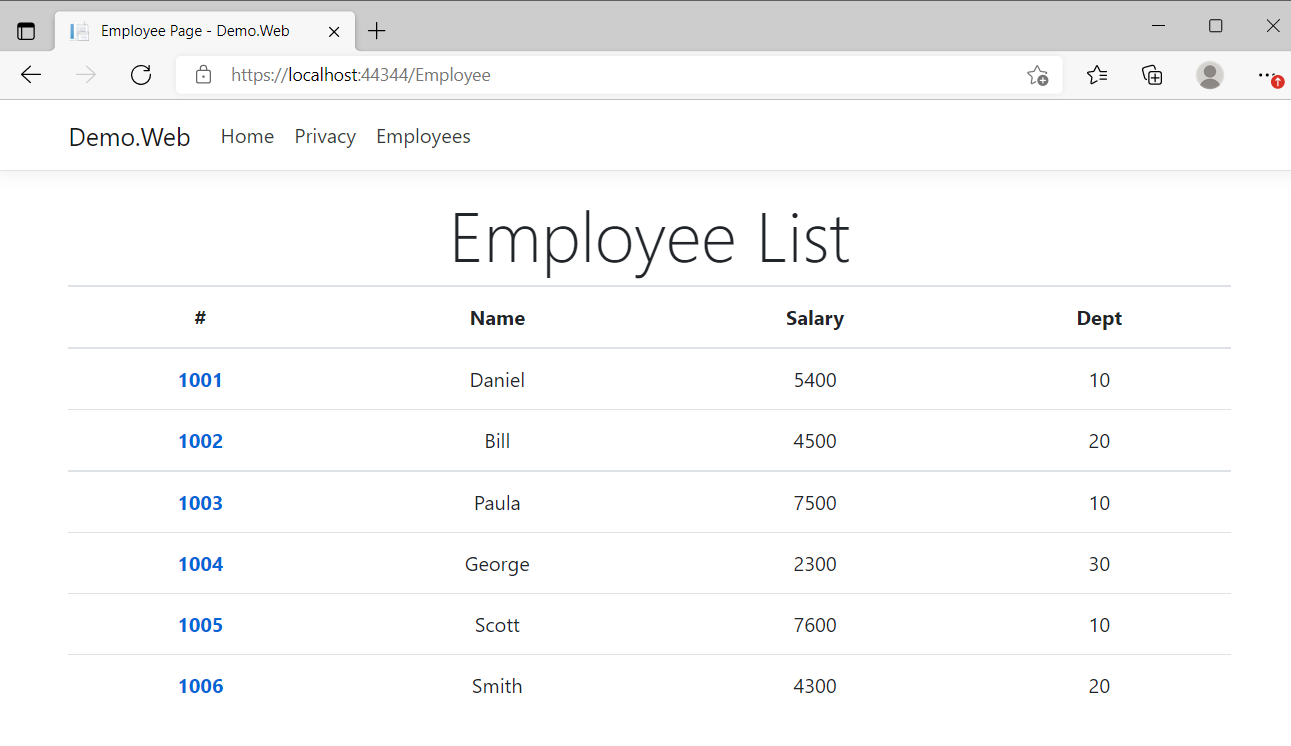 Employee Page - Demo.Web
https://localhost:44344/Employee
Demo.Web Home Privacy Employees
Employee List
# Name Salary Dept
1001 Daniel 5400 10
1002 Bill 4500 20
1003 Paula 7500 10
1004 George 2300 30
1005 Scott 7600 10
1006 Smith 4300 20